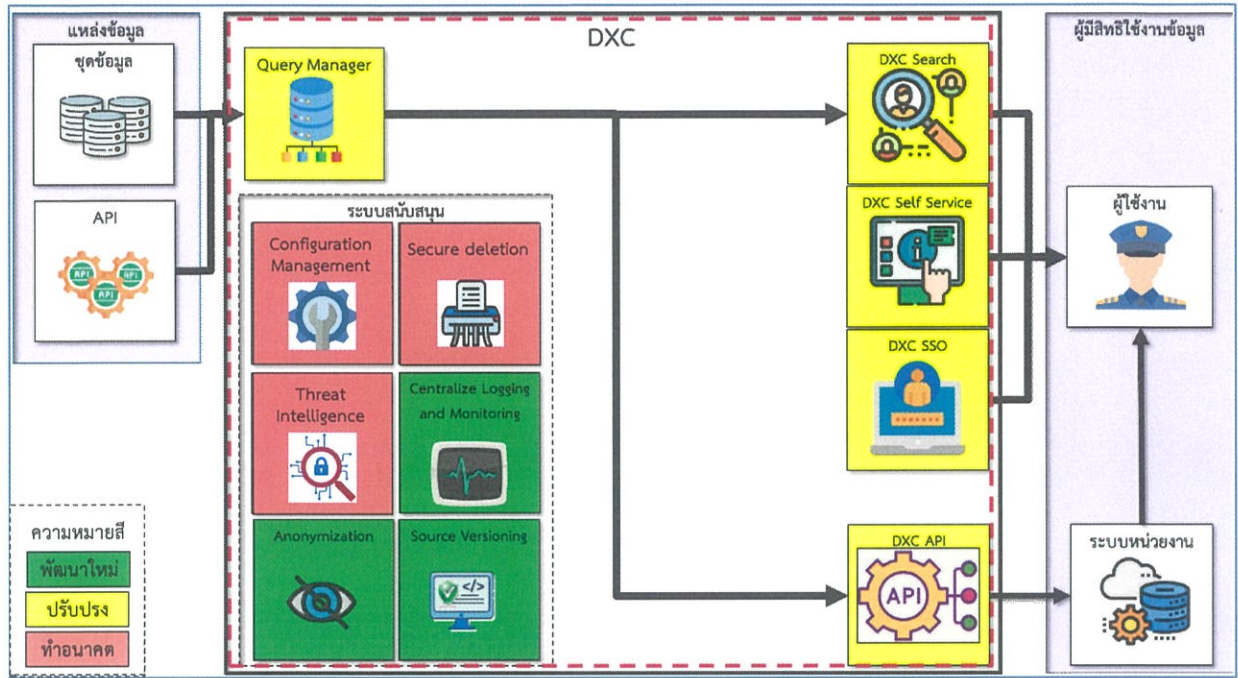 แหล่งข้อมูล
ชุดข้อมูล
API
API
API
API
DXC
Query Manager
ระบบสนับสนุน
Configuration
Management
Secure deletion
Threat
Intelligence
Centralize Logging
and Monitoring
Anonymization
Source Versioning
DXC Search
DXC Self Service
DXC SSO
DXC API
API
ผู้มีสิทธิใช้งานข้อมูล
ผู้ใช้งาน
ระบบหน่วยงาน
ความหมายสี
พัฒนาใหม่
ปรับปรุง
ทำอนาคต